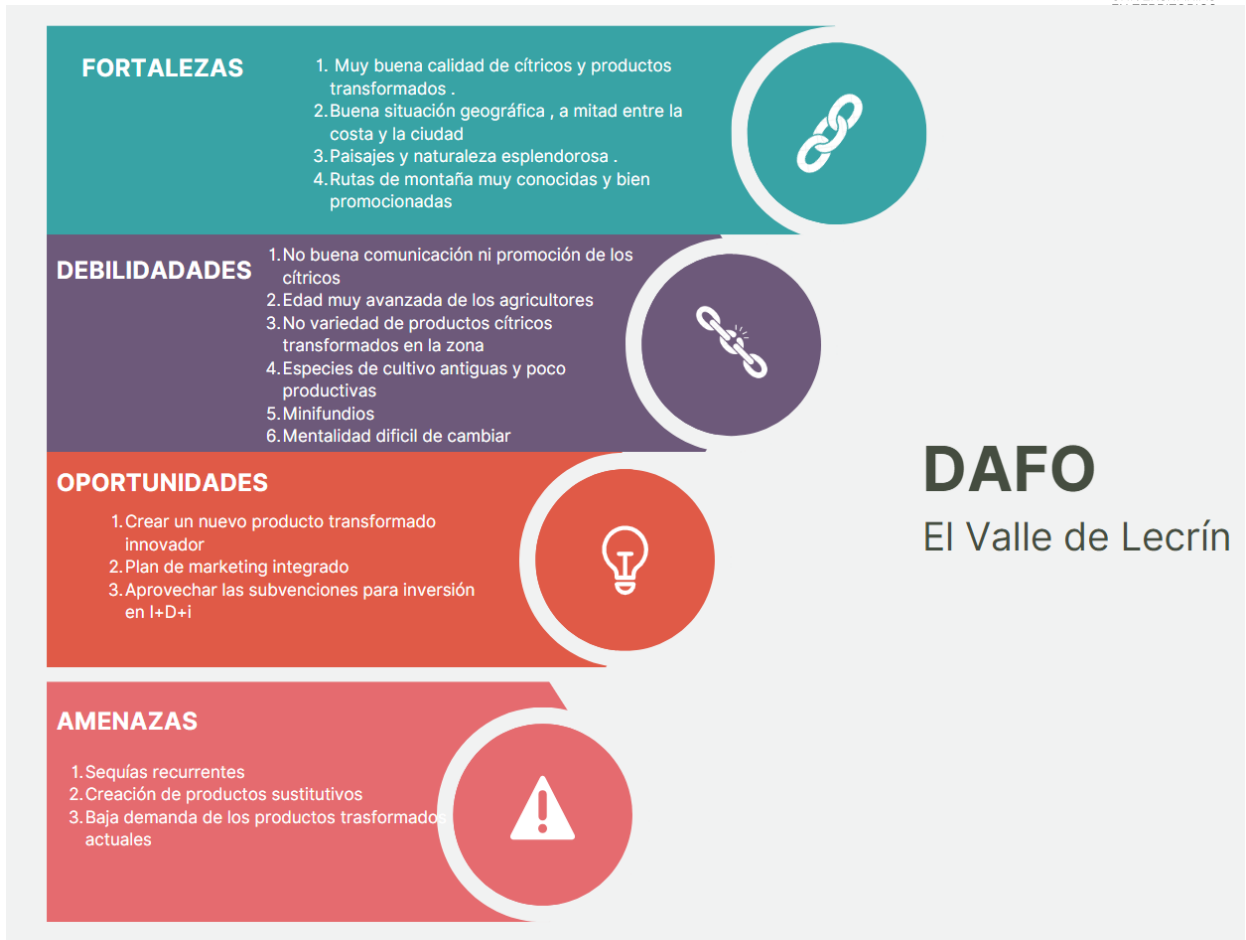 FORTALEZAS
1. Muy buena calidad de cítricos y productos
transformados .
2.Buena situación geográfica , a mitad entre la
costa y la ciudad
3.Paisajes y naturaleza esplendorosa .
4.Rutas de montaña muy conocidas y bien
promocionadas
DEBILIDADADES
1.No buena comunicación ni promoción de los
cítricos
2.Edad muy avanzada de los agricultores
3.No variedad de productos cítricos
transformados en la zona
4.Especies de cultivo antiguas y poco
productivas
5.Minifundios
6.Mentalidad dificil de cambiar
OPORTUNIDADES
1.Crear un nuevo producto transformado
innovador
2.Plan de marketing integrado
3.Aprovechar las subvenciones para inversión
en I+D+i
AMENAZAS
1.Sequías recurrentes
2.Creación de productos sustitutivos
3.Baja demanda de los productos trasformados
actuales
DAFO
El Valle de Lecrín